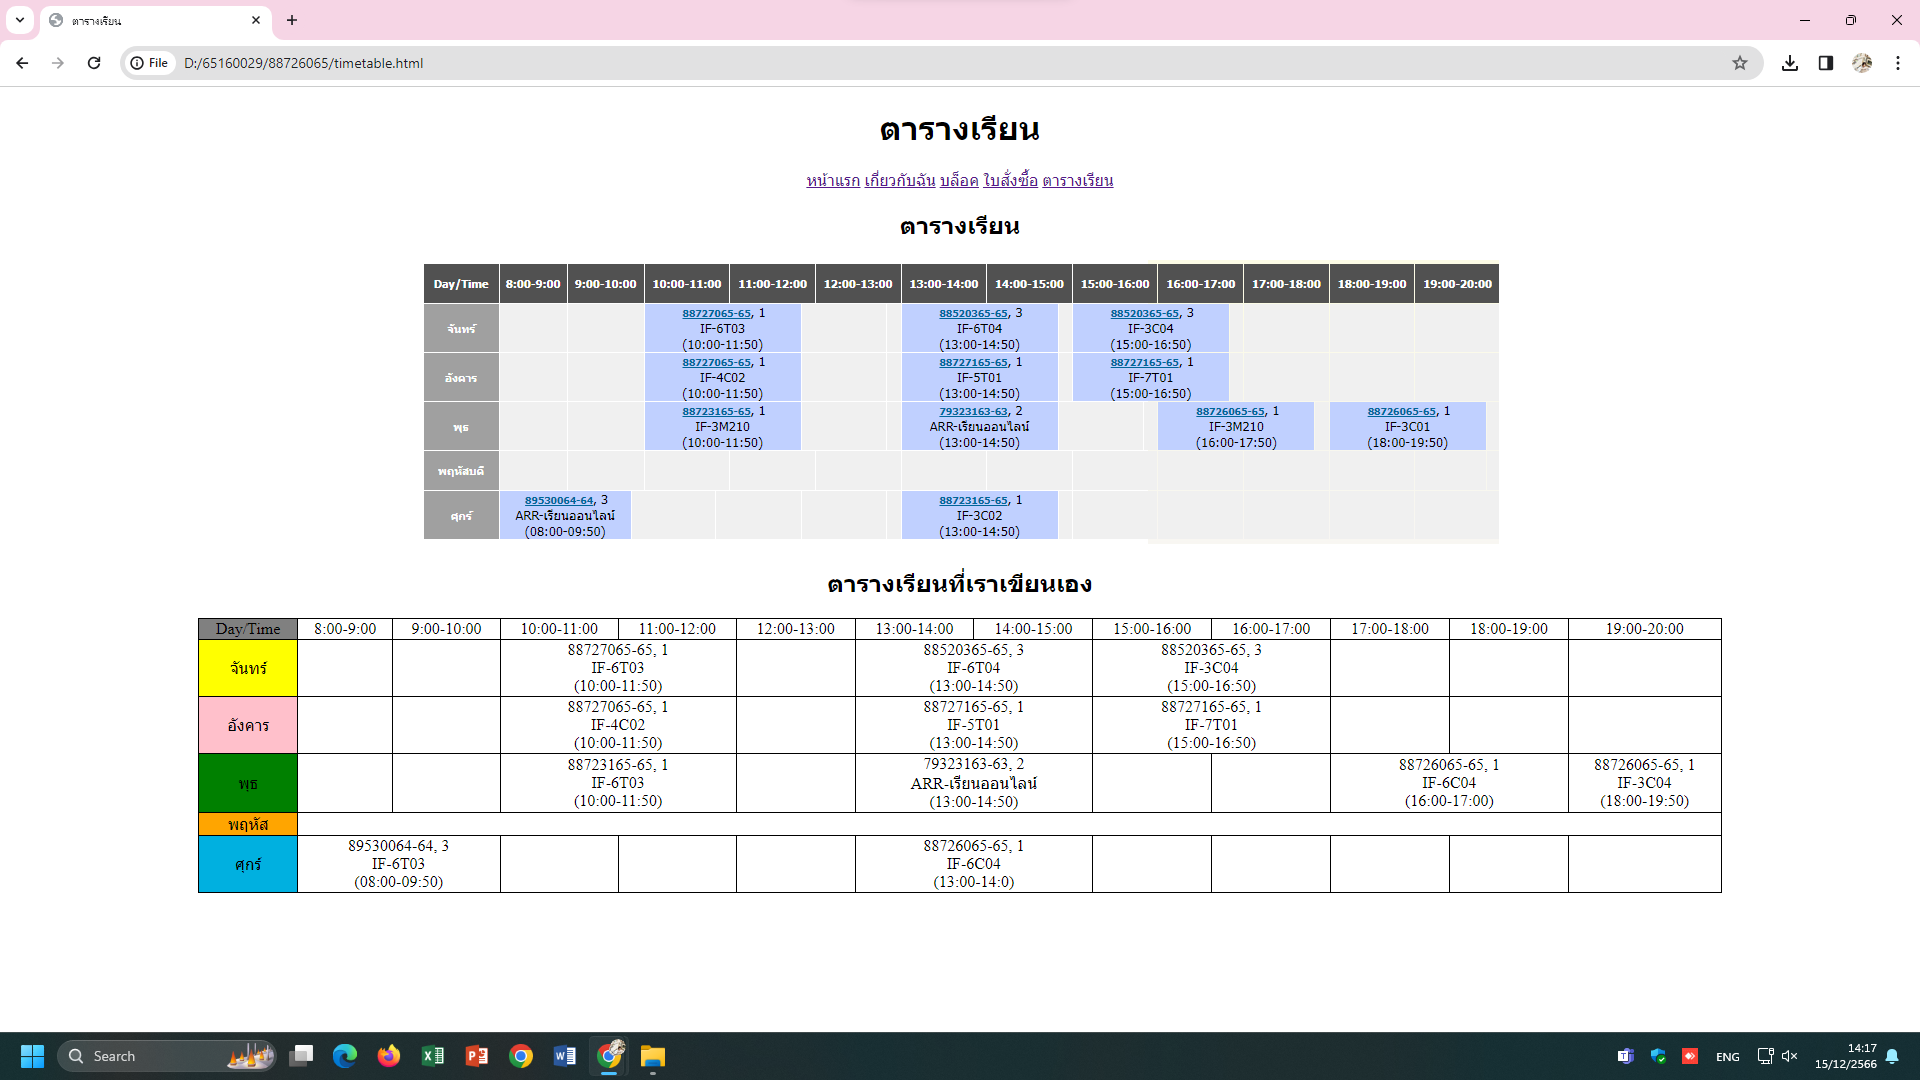 ตารางเรียน
File D:/65160029/88726065/timetable.html
ตารางเรียน
หน้าแรก เกี่ยวกับฉัน บล็อค ใบสั่งซื้อ ตารางเรียน
ตารางเรียน
Day/Time 8:00-9:00 9:00-10:00 10:00-11:00 11:00-12:00 12:00-13:00 13:00-14:00 14:00-15:00 15:00-16:00 16:00-17:00 17:00-18:00 18:00-19:00 19:00-20:00
88727065-65, 1 88520365-65, 3 88520365-65, 3
จันทร์ IF-6T03 IF-6T04 IF-3C04
(10:00-11:50) (13:00-14:50) (15:00-16:50)
88727065-65, 1 88727165-65, 1 88727165-65, 1
อังคาร IF-4C02 IF-5T01 IF-7T01
(10:00-11:50) (13:00-14:50) (15:00-16:50)
88723165-65, 1 79323163-63, 2 88726065-65, 1 88726065-65, 1
พุธ IF-3M210 ARR-เรียนออนไลน์ IF-3M210 IF-3C01
(10:00-11:50) (13:00-14:50) (16:00-17:50) (18:00-19:50)
พฤหัสบดี
89530064-64, 3 88723165-65, 1
ศุกร์ ARR-เรียนออนไลน์ IF-3C02
(08:00-09:50) (13:00-14:50)
ตารางเรียนที่เราเขียนเอง
Day/Time 8:00-9:00 9:00-10:00 10:00-11:00 11:00-12:00 12:00-13:00 13:00-14:00 14:00-15:00 15:00-16:00 16:00-17:00 17:00-18:00 18:00-19:00 19:00-20:00
88727065-65, 1 88520365-65, 3 88520365-65, 3
จันทร์ IF-6T03 IF-6T04 IF-3C04
(10:00-11:50) (13:00-14:50) (15:00-16:50)
88727065-65, 1 88727165-65, 1 88727165-65, 1
อังคาร IF-4C02 IF-5T01 IF-7T01
(10:00-11:50) (13:00-14:50) (15:00-16:50)
88723165-65, 1 79323163-63, 2 88726065-65, 1 88726065-65, 1
พุธ IF-6T03 ARR-เรียนออนไลน์ IF-6C04 IF-3C04
(10:00-11:50) (13:00-14:50) (16:00-17:00) (18:00-19:50)
พฤหัส
89530064-64, 3 88726065-65, 1
ศุกร์ IF-6T03 IF-6C04
(08:00-09:50) (13:00-14:0)
Search ENG 14:17
15/12/2566